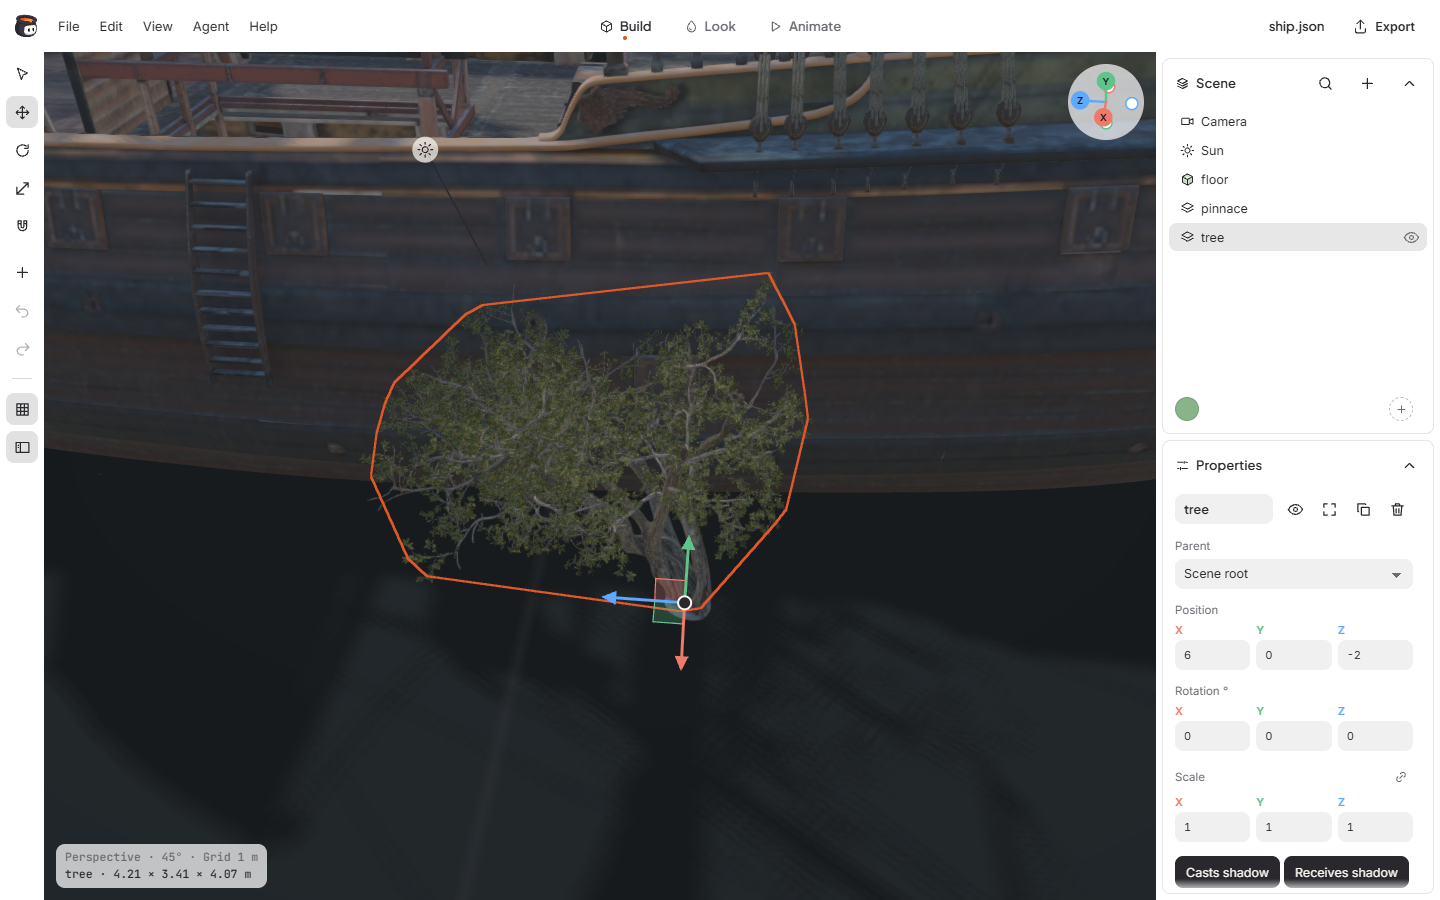 File Edit View Agent Help
Build Look Animate
ship.json Export
Y
Z
X
Scene
Camera
Sun
floor
pinnace
tree
Properties
tree
Parent
Scene root
Position
X Y Z
6 0 -2
Rotation °
X Y Z
0 0 0
Scale
X Y Z
1 1 1
Casts shadow Receives shadow
Perspective · 45° · Grid 1 m
tree · 4.21 × 3.41 × 4.07 m